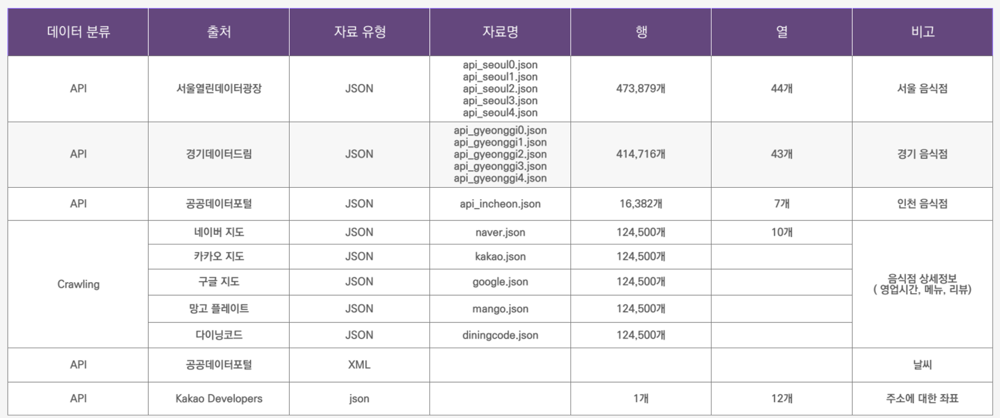 데이터 분류 출처 자료 유형 자료명 행 열 비고
API 서울열린데이터광장 JSON api_seoul0.json
api_seoul1.json
api_seoul2.json
api_seoul3.json
api_seoul4.json 473,879개 44개 서울 음식점
API 경기데이터드림 JSON api_gyeonggi0.json
api_gyeonggi1.json
api_gyeonggi2.json
api_gyeonggi3.json
api_gyeonggi4.json 414,716개 43개 경기 음식점
API 공공데이터포털 JSON api_incheon.json 16,382개 7개 인천 음식점
Crawling 네이버 지도 JSON naver.json 124,500개 10개 음식점 상세정보
( 영업시간, 메뉴, 리뷰)
카카오 지도 JSON kakao.json 124,500개
구글 지도 JSON google.json 124,500개
망고 플레이트 JSON mango.json 124,500개
다이닝코드 JSON diningcode.json 124,500개
API 공공데이터포털 XML 날씨
API Kakao Developers json 1개 12개 주소에 대한 좌표